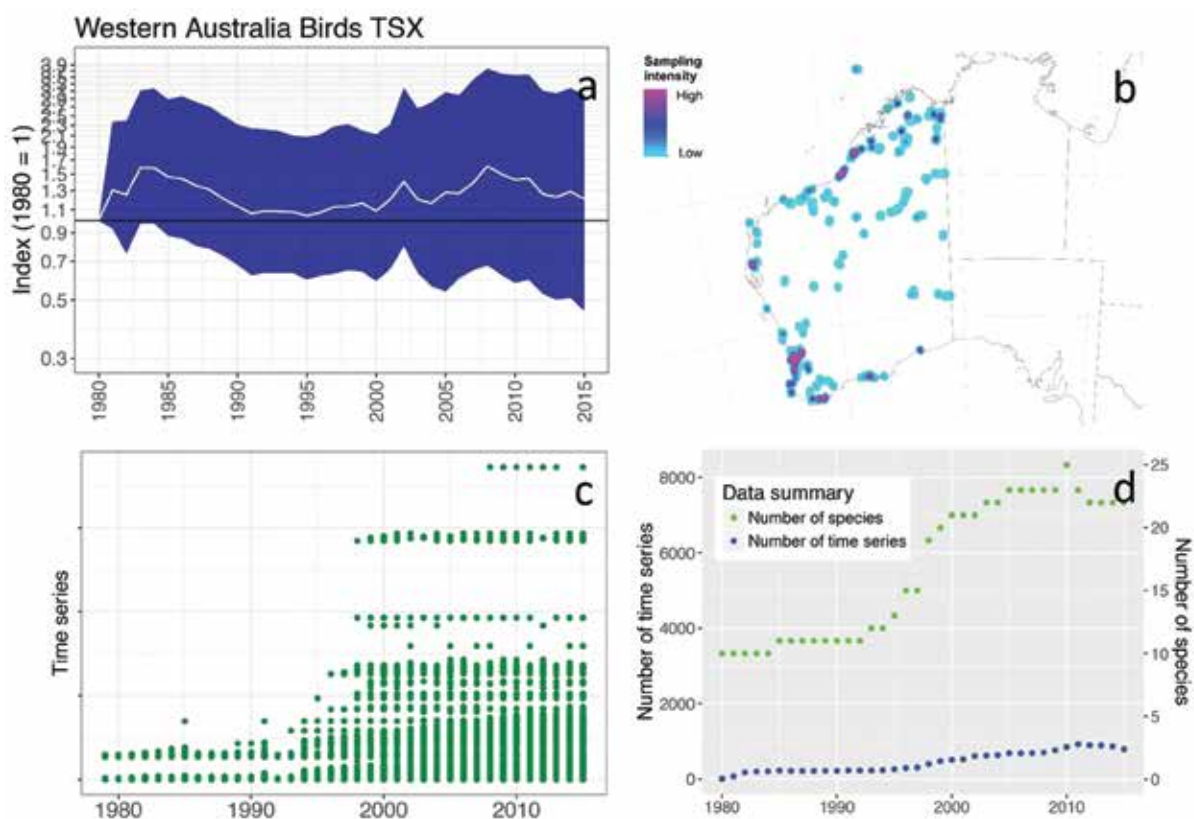 Western Australia Birds TSX
a
Index (1980 = 1)
3.9
2.3
2.1
1.9
1.7
1.5
1.3
1.1
0.9
0.7
0.5
0.3
1980
1985
1990
1995
2000
2005
2010
2015
b
Sampling
intensity
High
Low
c
Time series
1980
1990
2000
2010
d
Data summary
Number of species
Number of time series
Number of time series
8000
6000
4000
2000
0
Number of species
25
20
15
10
5
0
1980
1990
2000
2010